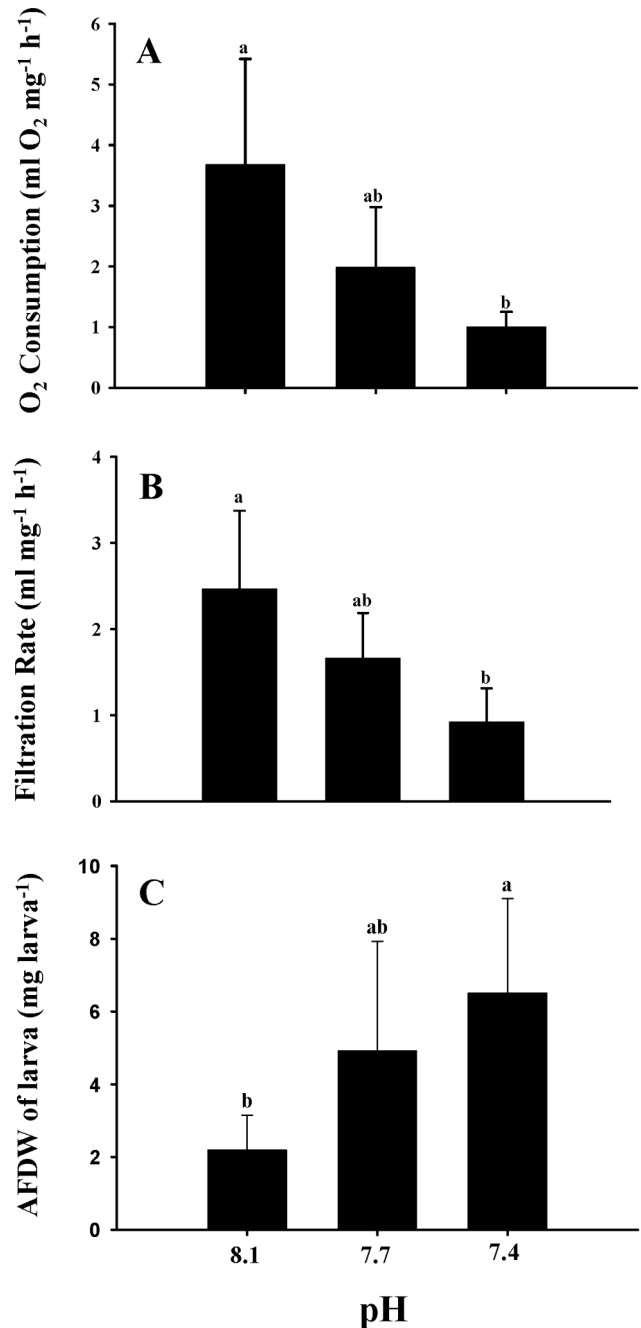 A
O₂ Consumption (ml O₂ mg⁻¹ h⁻¹)
6
5
4
3
2
1
0
a
ab
b
B
Filtration Rate (ml mg⁻¹ h⁻¹)
4
3
2
1
0
a
ab
b
C
AFDW of larva (mg larva⁻¹)
10
8
6
4
2
0
b
ab
a
8.1 7.7 7.4
pH